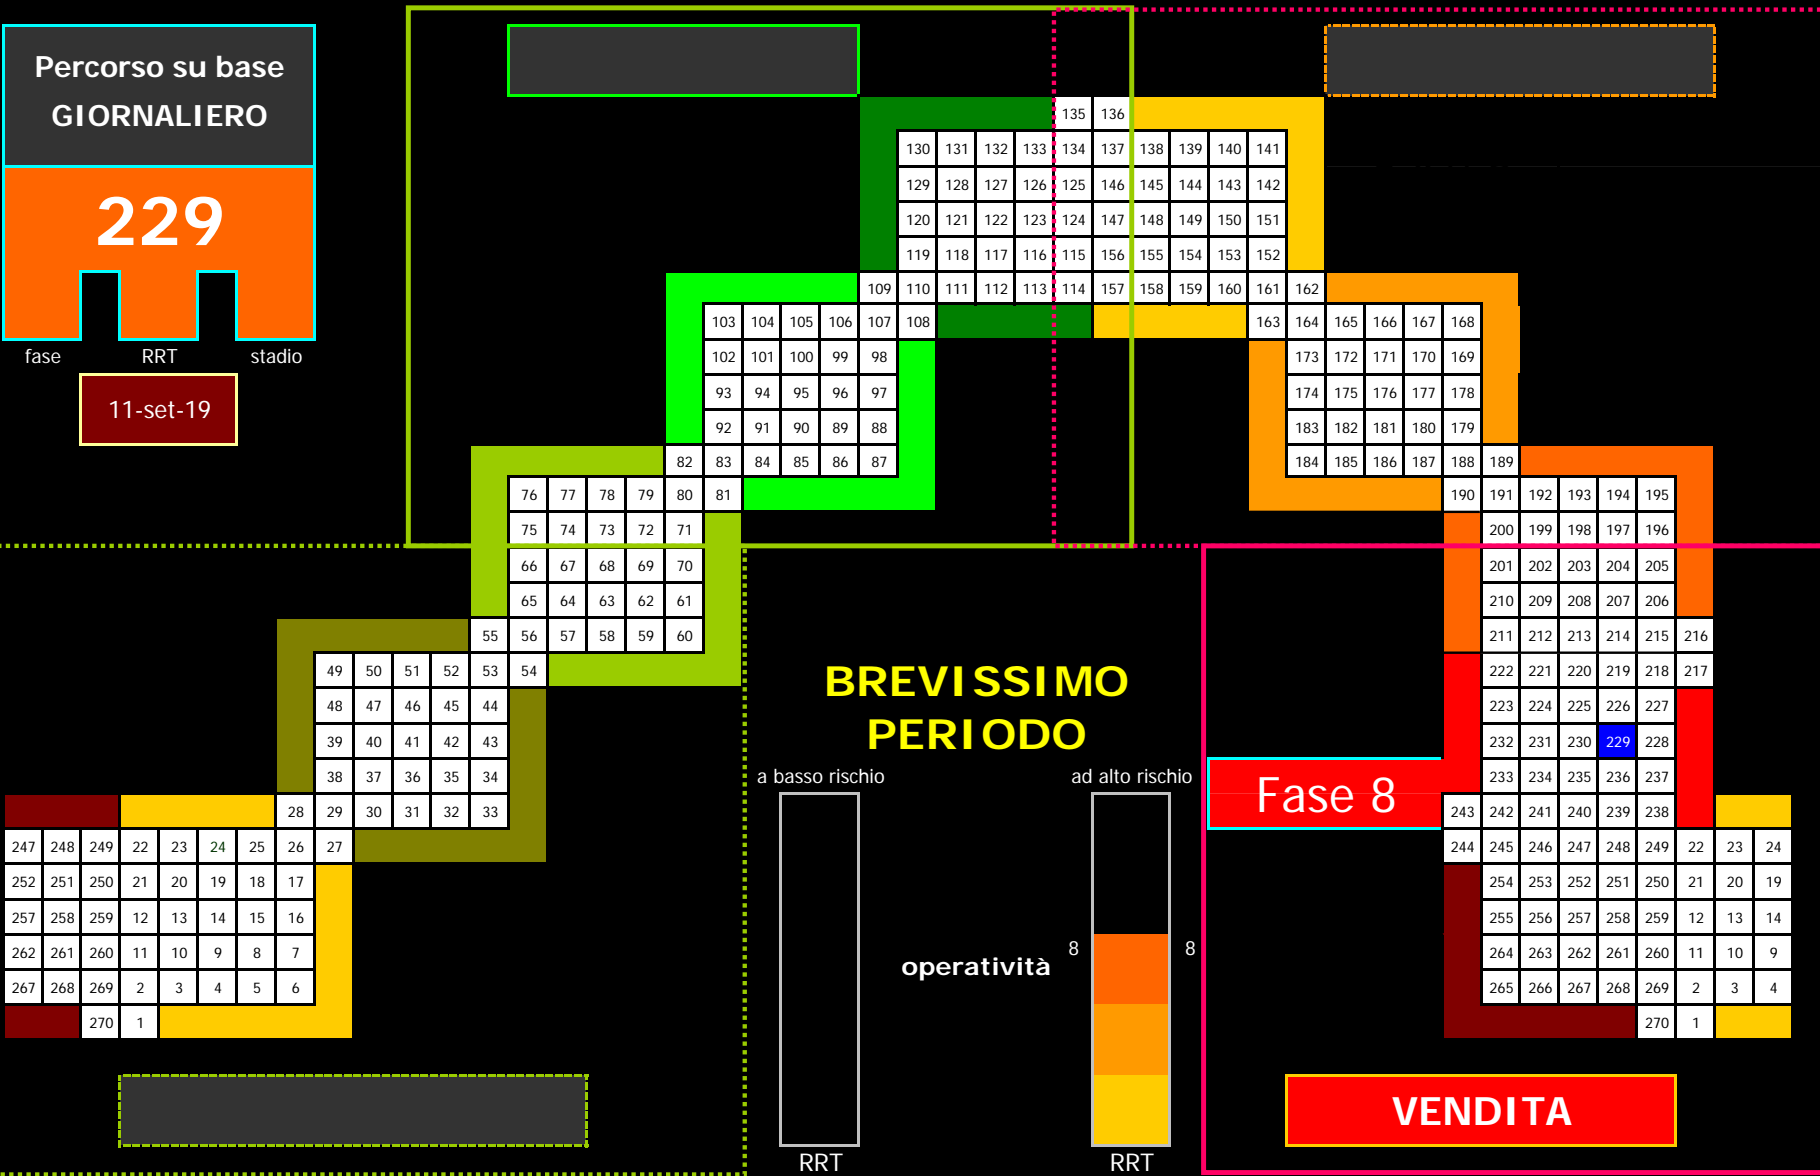 Percorso su base
GIORNALIERO
229
fase RRT stadio
11-set-19
135 136
130 131 132 133 134 137 138 139 140 141
129 128 127 126 125 146 145 144 143 142
120 121 122 123 124 147 148 149 150 151
119 118 117 116 115 156 155 154 153 152
109 110 111 112 113 114 157 158 159 160 161 162
103 104 105 106 107 108 163 164 165 166 167 168
102 101 100 99 98 173 172 171 170 169
93 94 95 96 97 174 175 176 177 178
92 91 90 89 88 183 182 181 180 179
82 83 84 85 86 87 184 185 186 187 188 189
76 77 78 79 80 81 190 191 192 193 194 195
75 74 73 72 71 200 199 198 197 196
66 67 68 69 70 201 202 203 204 205
65 64 63 62 61 210 209 208 207 206
55 56 57 58 59 60 211 212 213 214 215 216
49 50 51 52 53 54 222 221 220 219 218 217
48 47 46 45 44 223 224 225 226 227
39 40 41 42 43 232 231 230 229 228
38 37 36 35 34 233 234 235 236 237
28 29 30 31 32 33 243 242 241 240 239 238
247 248 249 22 23 24 25 26 27 244 245 246 247 248 249 22 23 24
252 251 250 21 20 19 18 17 254 253 252 251 250 21 20 19
257 258 259 12 13 14 15 16 255 256 257 258 259 12 13 14
262 261 260 11 10 9 8 7 264 263 262 261 260 11 10 9
267 268 269 2 3 4 5 6 265 266 267 268 269 2 3 4
270 1 270 1
BREVISSIMO
PERIODO
a basso rischio ad alto rischio
Fase 8
8 8
operatività
VENDITA
RRT RRT